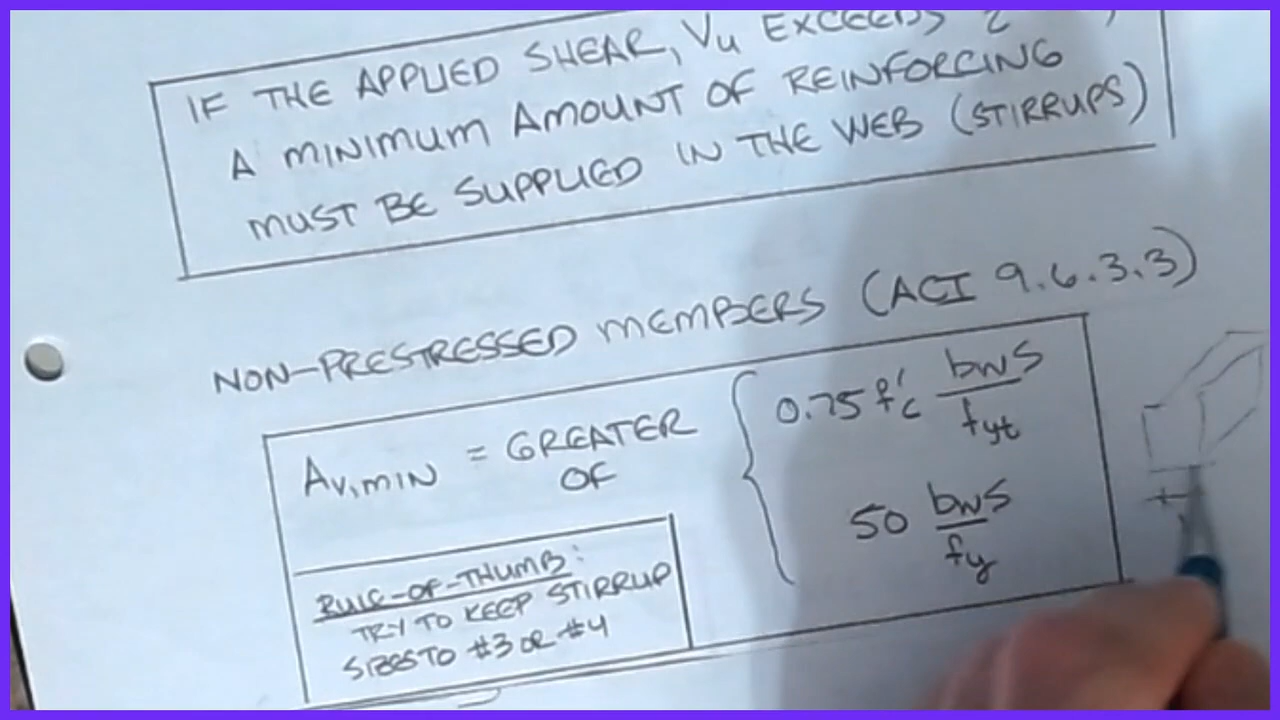 IF THE APPLIED SHEAR, Vu EXCEEDS
A MINIMUM AMOUNT OF REINFORCING
MUST BE SUPPLIED IN THE WEB (STIRRUPS)
NON-PRESTRESSED MEMBERS (ACI 9.6.3.3)
Av,MIN = GREATER OF
0.75 f'c bws/fyt
50 bws/fy
RULE-OF-THUMB:
TRY TO KEEP STIRRUP
SIZES TO #3 OR #4